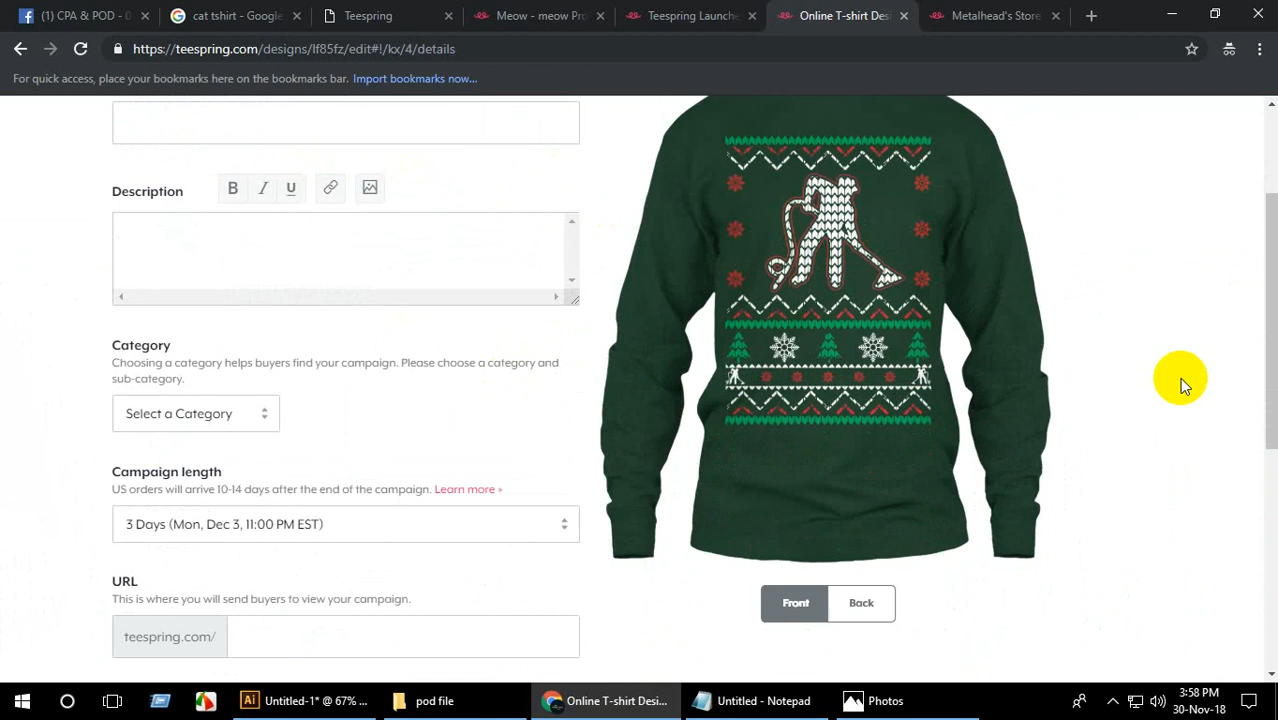 (1) CPA & POD -
cat tshirt - Google
Teespring
Meow - meow Pro
Teespring Launche
Online T-shirt Desi
Metalhead's Store
https://teespring.com/designs/lf85fz/edit#!/kx/4/details
For quick access, place your bookmarks here on the bookmarks bar. Import bookmarks now...
Description
B I U
Category
Choosing a category helps buyers find your campaign. Please choose a category and
sub-category.
Select a Category
Campaign length
US orders will arrive 10-14 days after the end of the campaign. Learn more »
3 Days (Mon, Dec 3, 11:00 PM EST)
URL
This is where you will send buyers to view your campaign.
teespring.com/
Front
Back
Untitled-1* @ 67% ...
pod file
Online T-shirt Desi...
Untitled - Notepad
Photos
3:58 PM
30-Nov-18